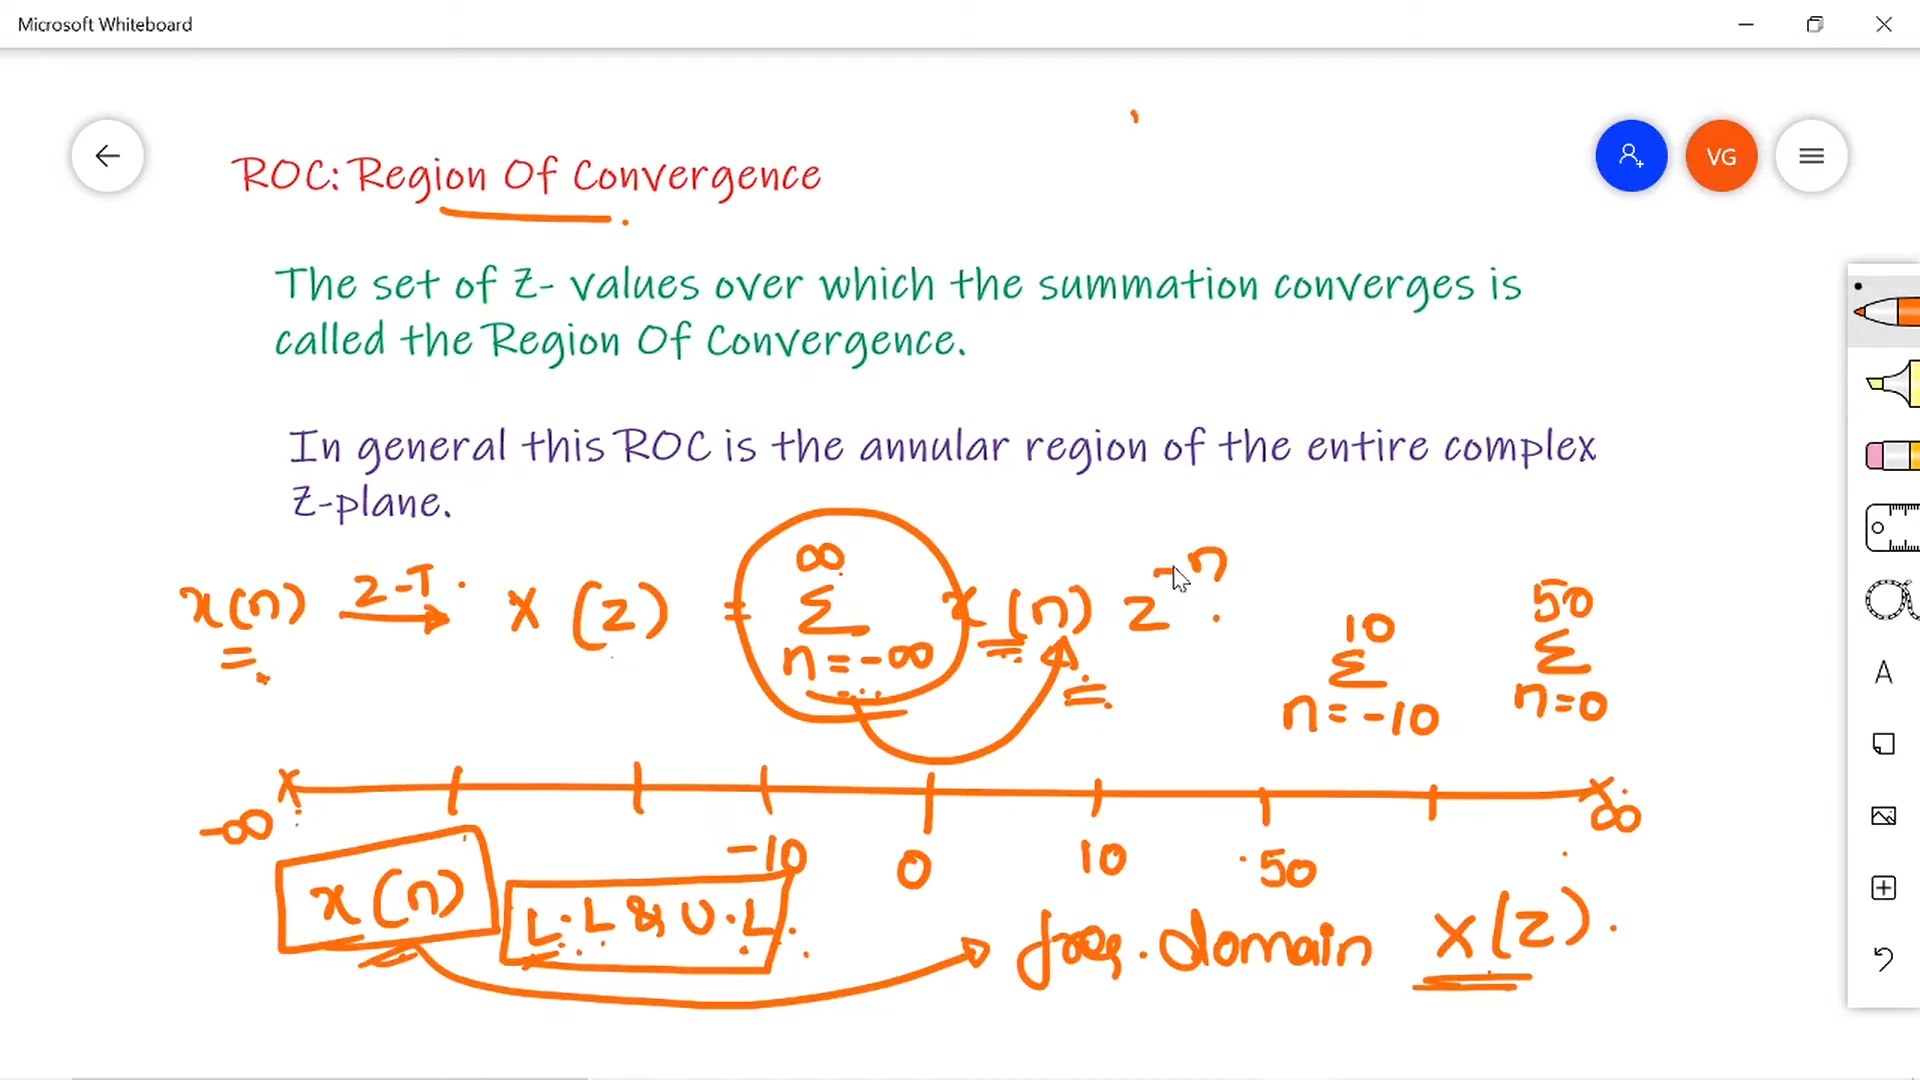 Microsoft Whiteboard
VG
ROC: Region Of Convergence
The set of Z- values over which the summation converges is
called the Region Of Convergence.
In general this ROC is the annular region of the entire complex
Z-plane.
x(n) Z-T → X(z) = ∞ Σ n=-∞ x(n) z^-n .
10 Σ n=-10
50 Σ n=0
-∞ -10 0 10 50 ∞
x(n)
L.L & U.L.
freq. domain X(z).
A